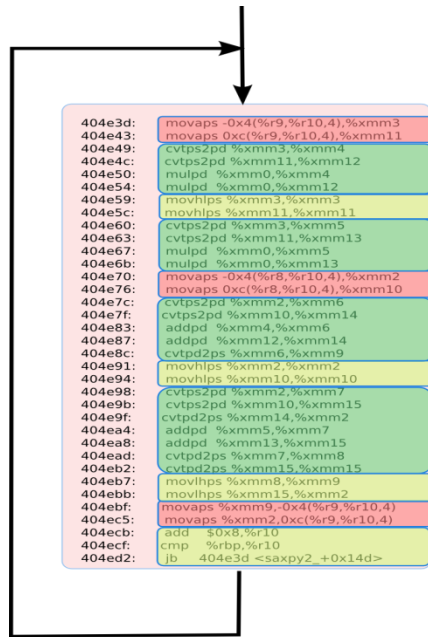 404e3d: movaps -0x4(%r9,%r10,4),%xmm3
404e43: movaps 0xc(%r9,%r10,4),%xmm11
404e49: cvtps2pd %xmm3,%xmm4
404e4c: cvtps2pd %xmm11,%xmm12
404e50: mulpd %xmm0,%xmm4
404e54: mulpd %xmm0,%xmm12
404e59: movhlps %xmm3,%xmm3
404e5c: movhlps %xmm11,%xmm11
404e60: cvtps2pd %xmm3,%xmm5
404e63: cvtps2pd %xmm11,%xmm13
404e67: mulpd %xmm0,%xmm5
404e6b: mulpd %xmm0,%xmm13
404e70: movaps -0x4(%r8,%r10,4),%xmm2
404e76: movaps 0xc(%r8,%r10,4),%xmm10
404e7c: cvtps2pd %xmm2,%xmm6
404e7f: cvtps2pd %xmm10,%xmm14
404e83: addpd %xmm4,%xmm6
404e87: addpd %xmm12,%xmm14
404e8c: cvtpd2ps %xmm6,%xmm9
404e91: movhlps %xmm2,%xmm2
404e94: movhlps %xmm10,%xmm10
404e98: cvtps2pd %xmm2,%xmm7
404e9b: cvtps2pd %xmm10,%xmm15
404e9f: cvtpd2ps %xmm14,%xmm2
404ea4: addpd %xmm5,%xmm7
404ea8: addpd %xmm13,%xmm15
404ead: cvtpd2ps %xmm7,%xmm8
404eb2: cvtpd2ps %xmm15,%xmm15
404eb7: movlhps %xmm8,%xmm9
404ebb: movlhps %xmm15,%xmm2
404ebf: movaps %xmm9,-0x4(%r9,%r10,4)
404ec5: movaps %xmm2,0xc(%r9,%r10,4)
404ecb: add $0x8,%r10
404ecf: cmp %rbp,%r10
404ed2: jb 404e3d <saxpy2_+0x14d>